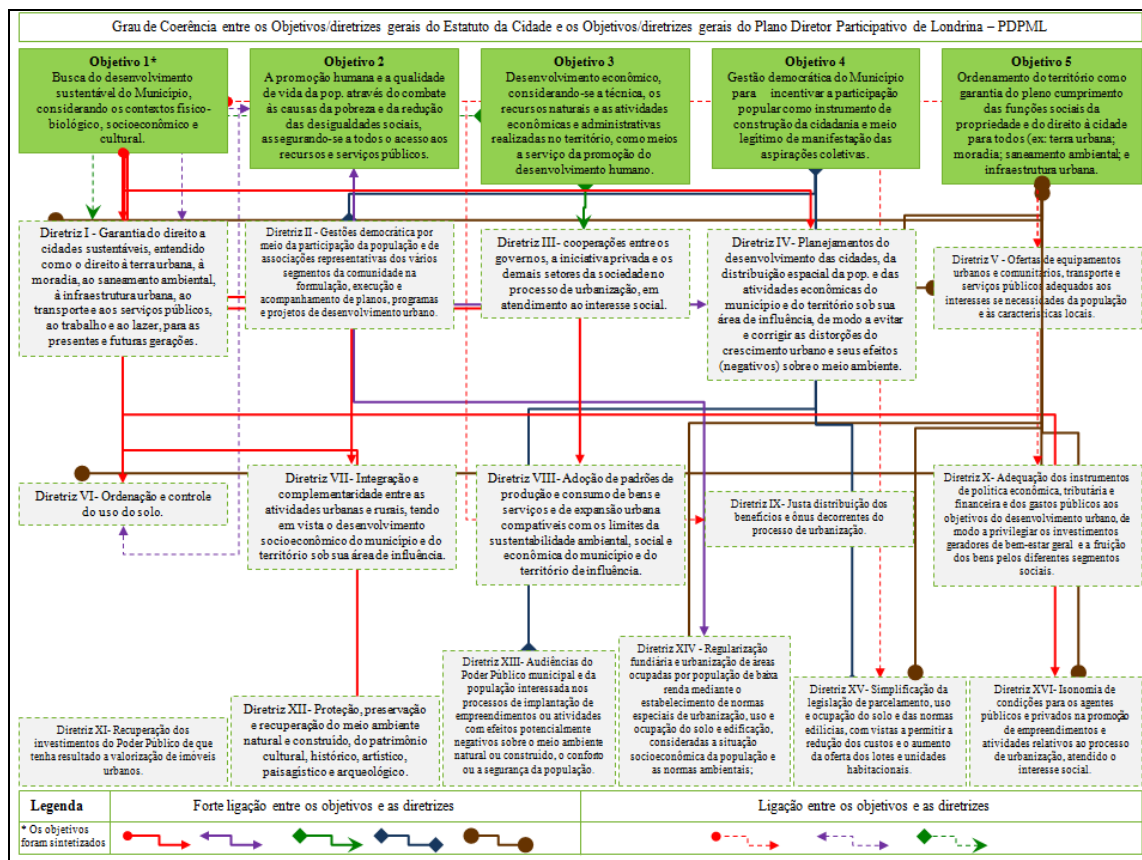 Grau de Coerência entre os Objetivos/diretrizes gerais do Estatuto da Cidade e os Objetivos/diretrizes gerais do Plano Diretor Participativo de Londrina – PDPML
Objetivo 1*
Busca do desenvolvimento
sustentável do Município,
considerando os contextos fisico-
biológico, socioeconômico e
cultural.
Objetivo 2
A promoção humana e a qualidade
de vida da pop. através do combate
às causas da pobreza e da redução
das desigualdades sociais,
assegurando-se a todos o acesso aos
recursos e serviços públicos.
Objetivo 3
Desenvolvimento econômico,
considerando-se a técnica, os
recursos naturais e as atividades
econômicas e administrativas
realizadas no território, como meios
a serviço da promoção do
desenvolvimento humano.
Objetivo 4
Gestão democrática do Município
para incentivar a participação
popular como instrumento de
construção da cidadania e meio
legítimo de manifestação das
aspirações coletivas.
Objetivo 5
Ordenamento do território como
garantia do pleno cumprimento
das funções sociais da
propriedade e do direito à cidade
para todos (ex: terra urbana;
moradia; saneamento ambiental; e
infraestrutura urbana.
Diretriz I - Garantia do direito a
cidades sustentáveis, entendido
como o direito à terra urbana, à
moradia, ao saneamento ambiental,
à infraestrutura urbana, ao
transporte e aos serviços públicos,
ao trabalho e ao lazer, para as
presentes e futuras gerações.
Diretriz II - Gestões democrática por
meio da participação da população e de
associações representativas dos vários
segmentos da comunidade na
formulação, execução e
acompanhamento de planos, programas
e projetos de desenvolvimento urbano.
Diretriz III- cooperações entre os
governos, a iniciativa privada e os
demais setores da sociedade no
processo de urbanização, em
atendimento ao interesse social.
Diretriz IV- Planejamentos do
desenvolvimento das cidades, da
distribuição espacial da pop. e das
atividades econômicas do
município e do território sob sua
área de influência, de modo a evitar
e corrigir as distorções do
crescimento urbano e seus efeitos
(negativos) sobre o meio ambiente.
Diretriz V - Ofertas de equipamentos
urbanos e comunitários, transporte e
serviços públicos adequados aos
interesses se necessidades da população
e às características locais.
Diretriz VI- Ordenação e controle
do uso do solo.
Diretriz VII- Integração e
complementaridade entre as
atividades urbanas e rurais, tendo
em vista o desenvolvimento
socioeconômico do município e do
território sob sua área de influência.
Diretriz VIII- Adoção de padrões de
produção e consumo de bens e
serviços e de expansão urbana
compatíveis com os limites da
sustentabilidade ambiental, social e
econômica do município e do
território de influência.
Diretriz IX- Justa distribuição dos
benefícios e ônus decorrentes do
processo de urbanização.
Diretriz X- Adequação dos instrumentos
de política econômica, tributária e
financeira e dos gastos públicos aos
objetivos do desenvolvimento urbano, de
modo a privilegiar os investimentos
geradores de bem-estar geral e a fruição
dos bens pelos diferentes segmentos
sociais.
Diretriz XI- Recuperação dos
investimentos do Poder Público de que
tenha resultado a valorização de imóveis
urbanos.
Diretriz XII- Proteção, preservação
e recuperação do meio ambiente
natural e construído, do patrimônio
cultural, histórico, artístico,
paisagístico e arqueológico.
Diretriz XIII- Audiências do
Poder Público municipal e da
população interessada nos
processos de implantação de
empreendimentos ou atividades
com efeitos potencialmente
negativos sobre o meio ambiente
natural ou construído, o conforto
ou a segurança da população.
Diretriz XIV - Regularização
fundiária e urbanização de áreas
ocupadas por população de baixa
renda mediante o
estabelecimento de normas
especiais de urbanização, uso e
ocupação do solo e edificação,
consideradas a situação
socioeconômica da população e
as normas ambientais;
Diretriz XV- Simplificação da
legislação de parcelamento, uso
e ocupação do solo e das normas
edilícias, com vistas a permitir a
redução dos custos e o aumento
da oferta dos lotes e unidades
habitacionais.
Diretriz XVI- Isonomia de
condições para os agentes
públicos e privados na promoção
de empreendimentos e
atividades relativos ao processo
de urbanização, atendido o
interesse social.
Legenda
Forte ligação entre os objetivos e as diretrizes
Ligação entre os objetivos e as diretrizes
* Os objetivos
foram sintetizados